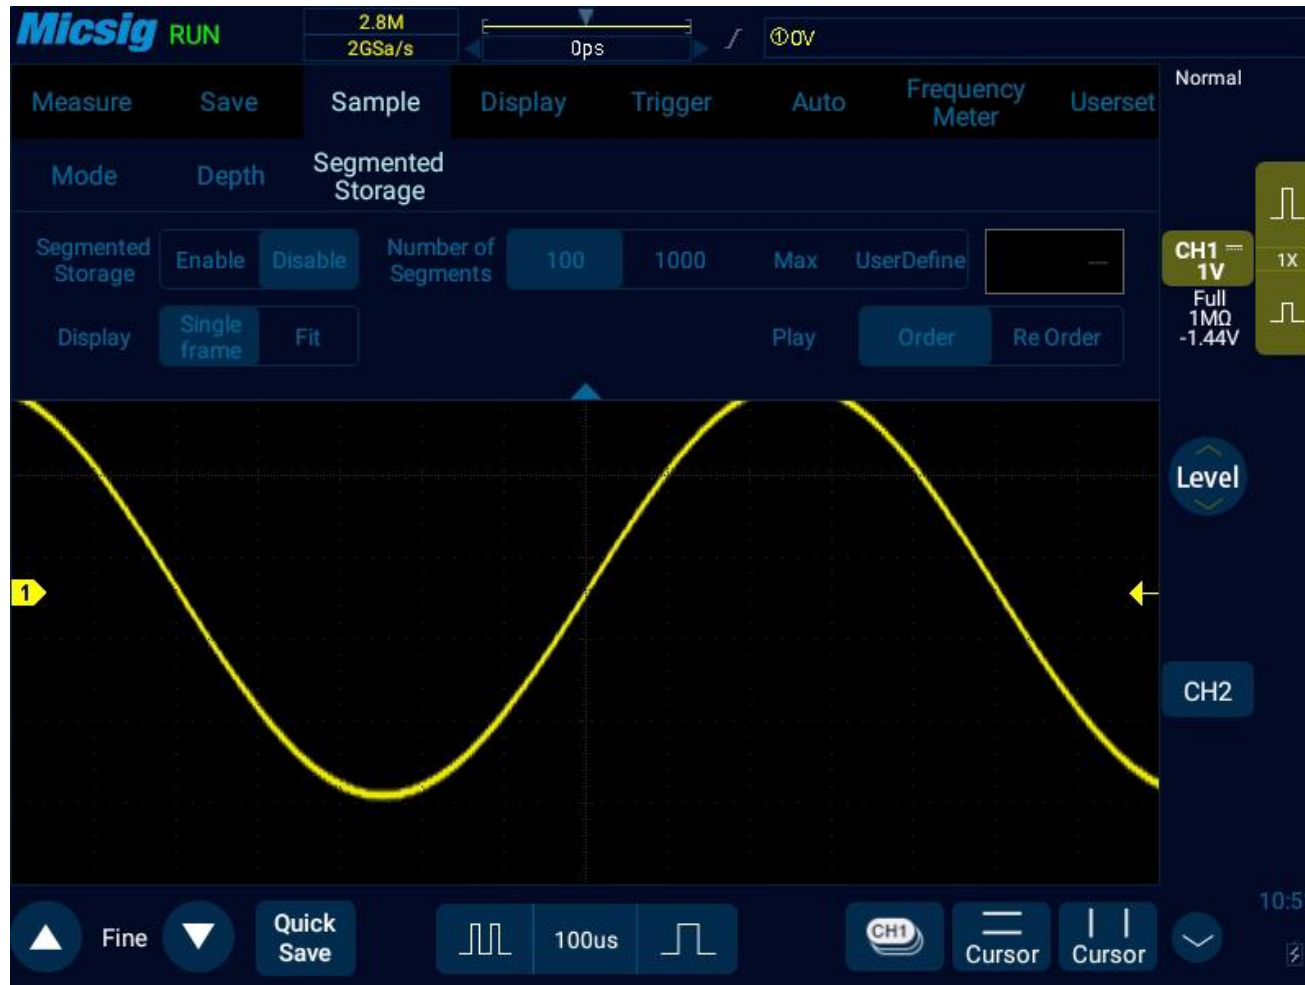 Micsig RUN
2.8M
2GSa/s
0ps
①0V
Measure Save Sample Display Trigger Auto Frequency Meter Userset
Normal
Mode Depth Segmented Storage
Segmented Storage Enable Disable Number of Segments 100 1000 Max UserDefine ---
Display Single frame Fit Play Order Re Order
CH1
1V
Full
1MΩ
-1.44V
1X
Level
1
CH2
10:5
Fine
Quick Save
100us
CH1
Cursor
Cursor